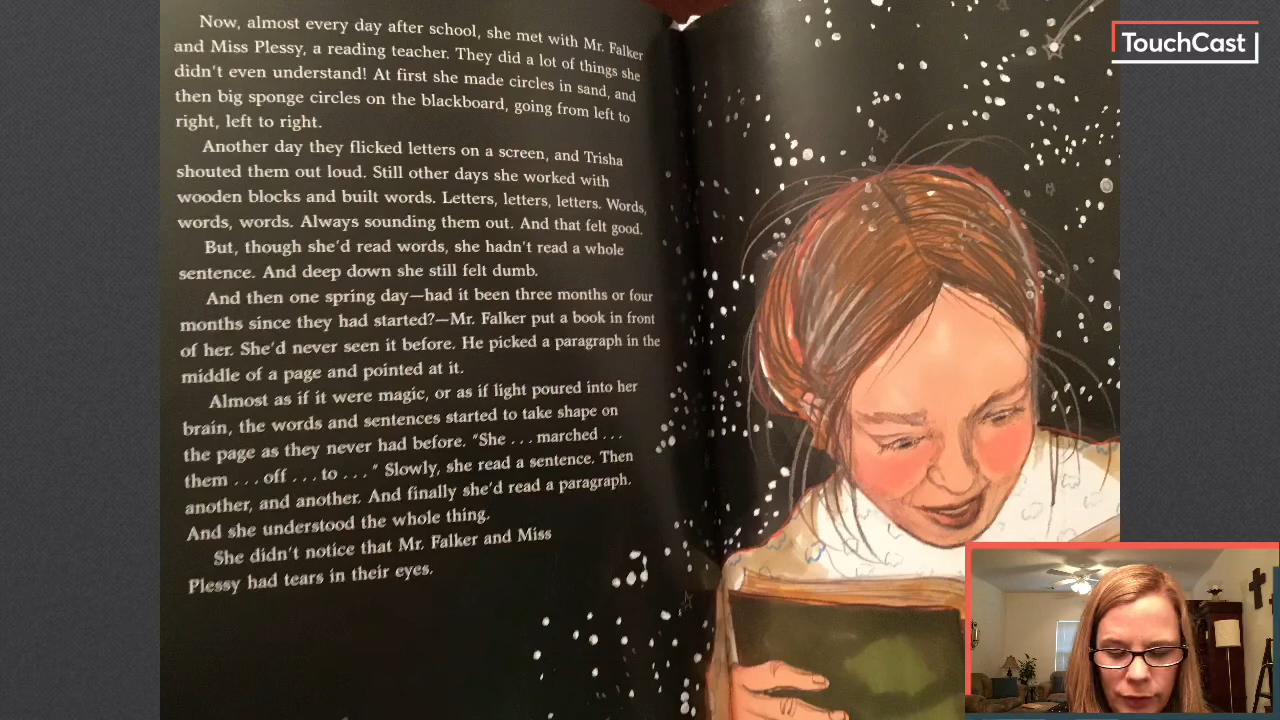 Now, almost every day after school, she met with Mr. Falker
and Miss Plessy, a reading teacher. They did a lot of things she
didn't even understand! At first she made circles in sand, and
then big sponge circles on the blackboard, going from left to
right, left to right.
Another day they flicked letters on a screen, and Trisha
shouted them out loud. Still other days she worked with
wooden blocks and built words. Letters, letters, letters. Words,
words, words. Always sounding them out. And that felt good.
But, though she'd read words, she hadn't read a whole
sentence. And deep down she still felt dumb.
And then one spring day—had it been three months or four
months since they had started?—Mr. Falker put a book in front
of her. She'd never seen it before. He picked a paragraph in the
middle of a page and pointed at it.
Almost as if it were magic, or as if light poured into her
brain, the words and sentences started to take shape on
the page as they never had before. "She . . . marched . . .
them . . . off . . . to . . . " Slowly, she read a sentence. Then
another, and another. And finally she'd read a paragraph.
And she understood the whole thing.
She didn't notice that Mr. Falker and Miss
Plessy had tears in their eyes.
TouchCast